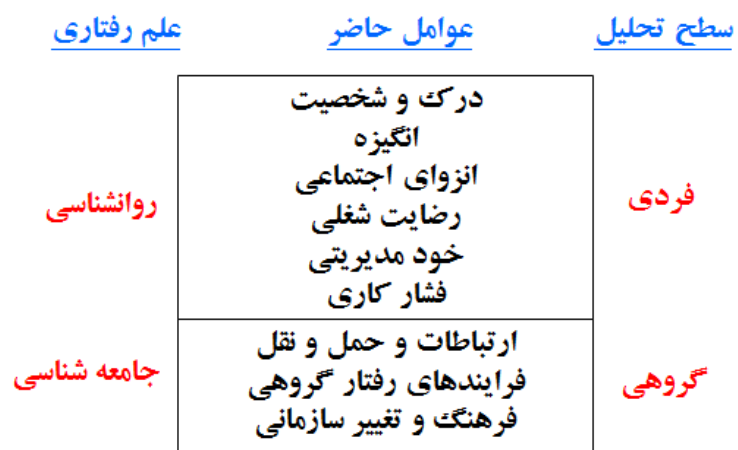 سطح تحلیل عوامل حاضر علم رفتاری
درک و شخصیت
انگیزه
انزوای اجتماعی
فردی
روانشناسی
رضایت شغلی
خود مدیریتی
فشار کاری
ارتباطات و حمل و نقل
گروهی
فرایندهای رفتار گروهی
جامعه شناسی
فرهنگ و تغییر سازمانی